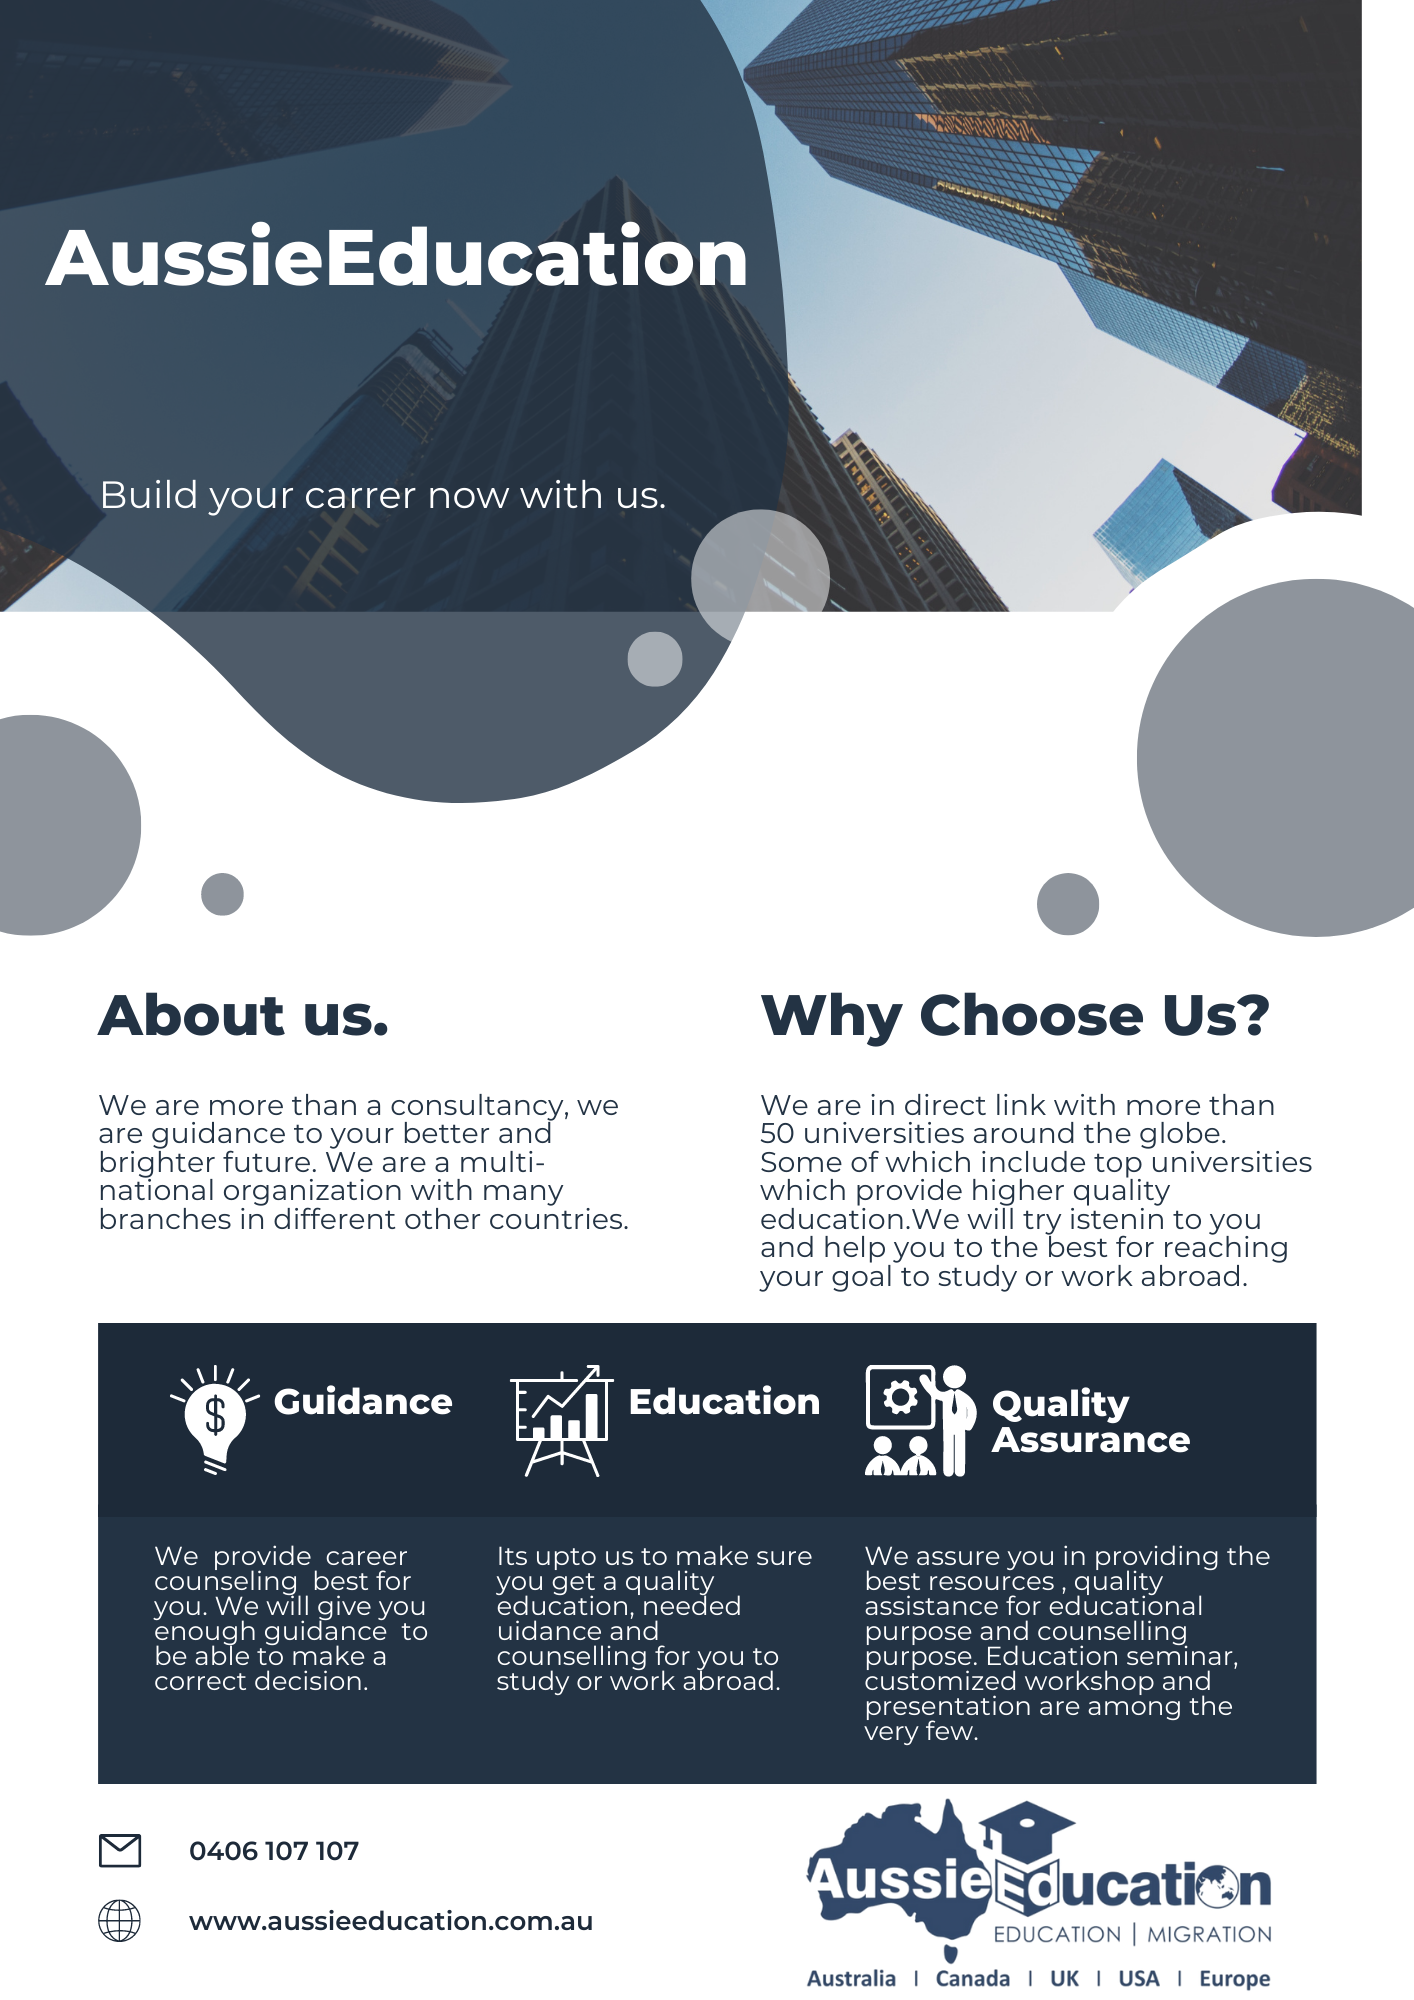 AussieEducation
Build your carrer now with us.
About us.
We are more than a consultancy, we
are guidance to your better and
brighter future. We are a multi-
national organization with many
branches in different other countries.
Why Choose Us?
We are in direct link with more than
50 universities around the globe.
Some of which include top universities
which provide higher quality
education.We will try istenin to you
and help you to the best for reaching
your goal to study or work abroad.
Guidance
We provide career
counseling best for
you. We will give you
enough guidance to
be able to make a
correct decision.
Education
Its upto us to make sure
you get a quality
education, needed
uidance and
counselling for you to
study or work abroad.
Quality
Assurance
We assure you in providing the
best resources , quality
assistance for educational
purpose and counselling
purpose. Education seminar,
customized workshop and
presentation are among the
very few.
0406 107 107
www.aussieeducation.com.au
AussieEducation
EDUCATION | MIGRATION
Australia | Canada | UK | USA | Europe